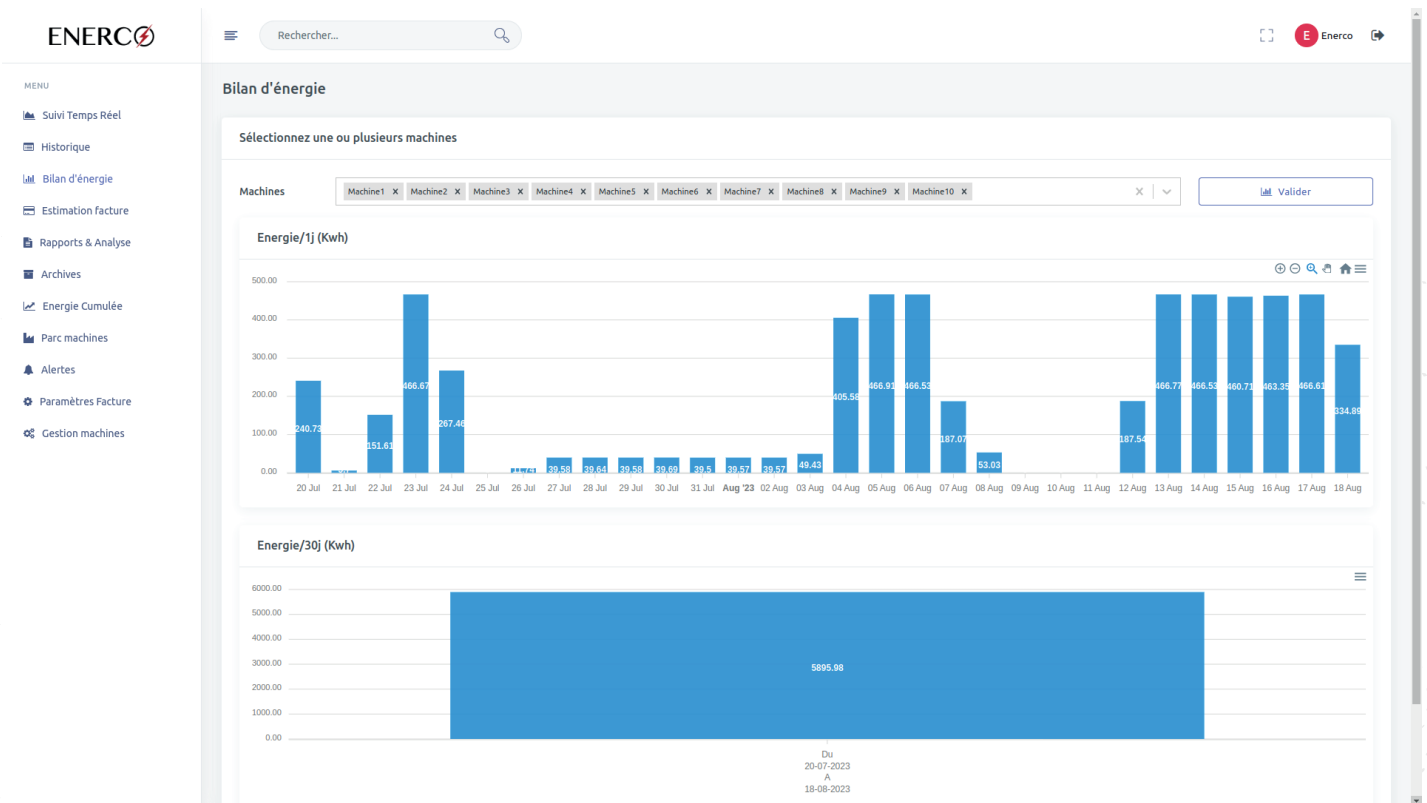 ENERCO
Rechercher...
E Enerco
MENU
Suivi Temps Réel
Historique
Bilan d'énergie
Estimation facture
Rapports & Analyse
Archives
Energie Cumulée
Parc machines
Alertes
Paramètres Facture
Gestion machines
Bilan d'énergie
Sélectionnez une ou plusieurs machines
Machines Machine1 x Machine2 x Machine3 x Machine4 x Machine5 x Machine6 x Machine7 x Machine8 x Machine9 x Machine10 x Valider
Energie/1j (Kwh)
500.00
400.00
300.00
200.00
100.00
0.00
240.73 151.61 466.67 267.46 11.74 39.58 39.64 39.58 39.69 39.5 39.57 39.57 49.43 405.58 466.91 466.53 187.07 53.03 187.54 466.77 466.53 460.71 463.35 466.61 334.89
20 Jul 21 Jul 22 Jul 23 Jul 24 Jul 25 Jul 26 Jul 27 Jul 28 Jul 29 Jul 30 Jul 31 Jul Aug '23 02 Aug 03 Aug 04 Aug 05 Aug 06 Aug 07 Aug 08 Aug 09 Aug 10 Aug 11 Aug 12 Aug 13 Aug 14 Aug 15 Aug 16 Aug 17 Aug 18 Aug
Energie/30j (Kwh)
6000.00
5000.00
4000.00
3000.00
2000.00
1000.00
0.00
5895.98
Du
20-07-2023
A
18-08-2023